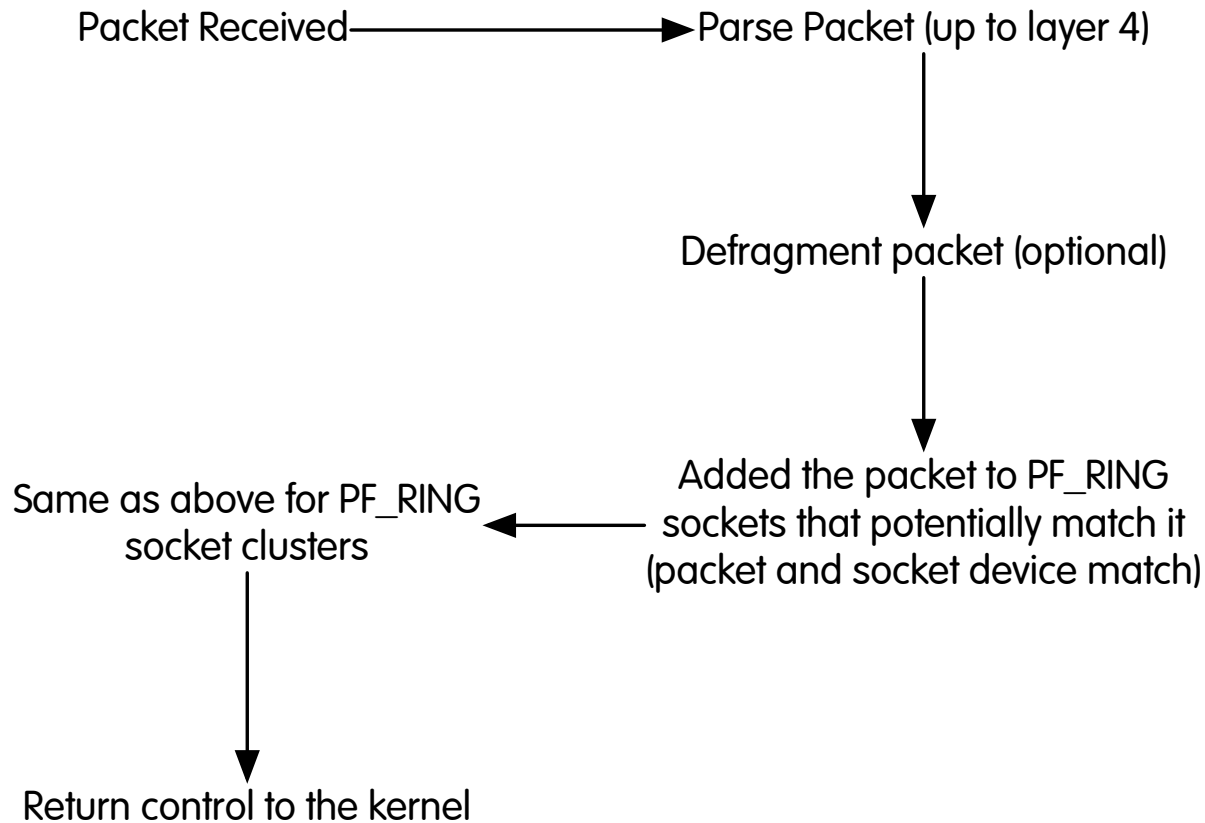 Packet Received
Parse Packet (up to layer 4)
Defragment packet (optional)
Added the packet to PF_RING
sockets that potentially match it
(packet and socket device match)
Same as above for PF_RING
socket clusters
Return control to the kernel